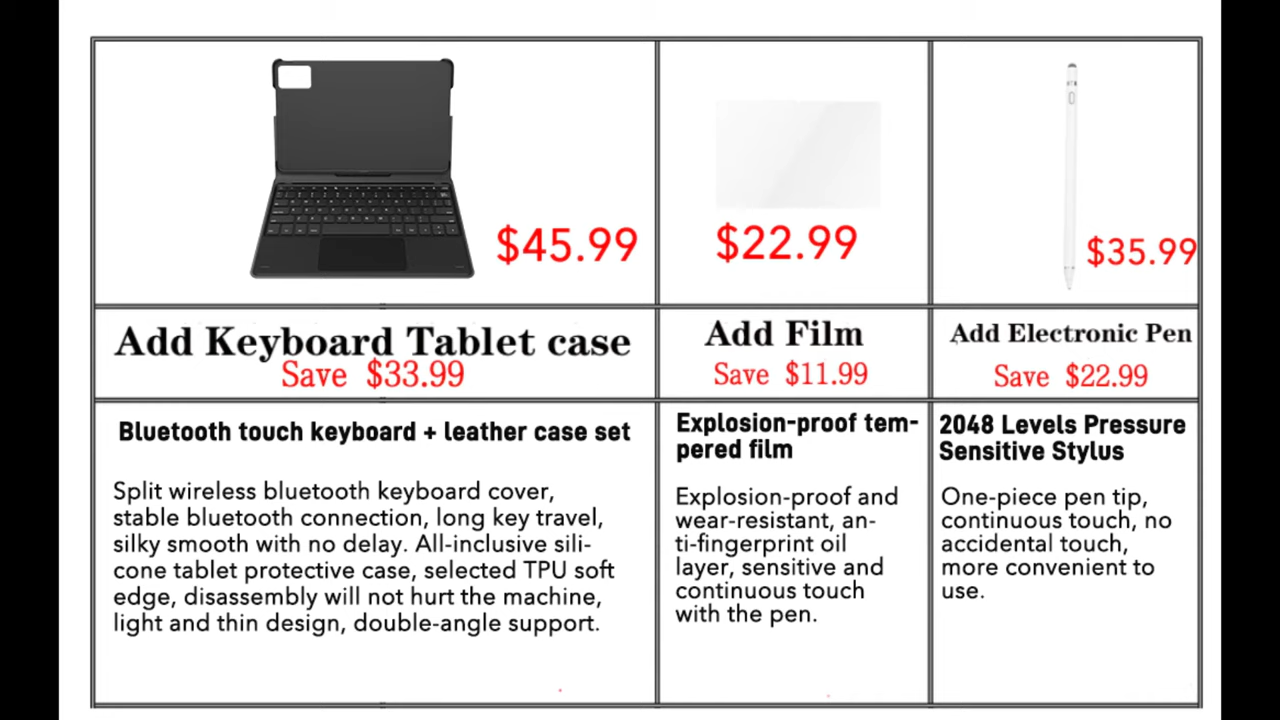 $45.99
$22.99
$35.99
Add Keyboard Tablet case
Save $33.99
Add Film
Save $11.99
Add Electronic Pen
Save $22.99
Bluetooth touch keyboard + leather case set
Split wireless bluetooth keyboard cover,
stable bluetooth connection, long key travel,
silky smooth with no delay. All-inclusive sili-
cone tablet protective case, selected TPU soft
edge, disassembly will not hurt the machine,
light and thin design, double-angle support.
Explosion-proof tem-
pered film
Explosion-proof and
wear-resistant, an-
ti-fingerprint oil
layer, sensitive and
continuous touch
with the pen.
2048 Levels Pressure
Sensitive Stylus
One-piece pen tip,
continuous touch, no
accidental touch,
more convenient to
use.